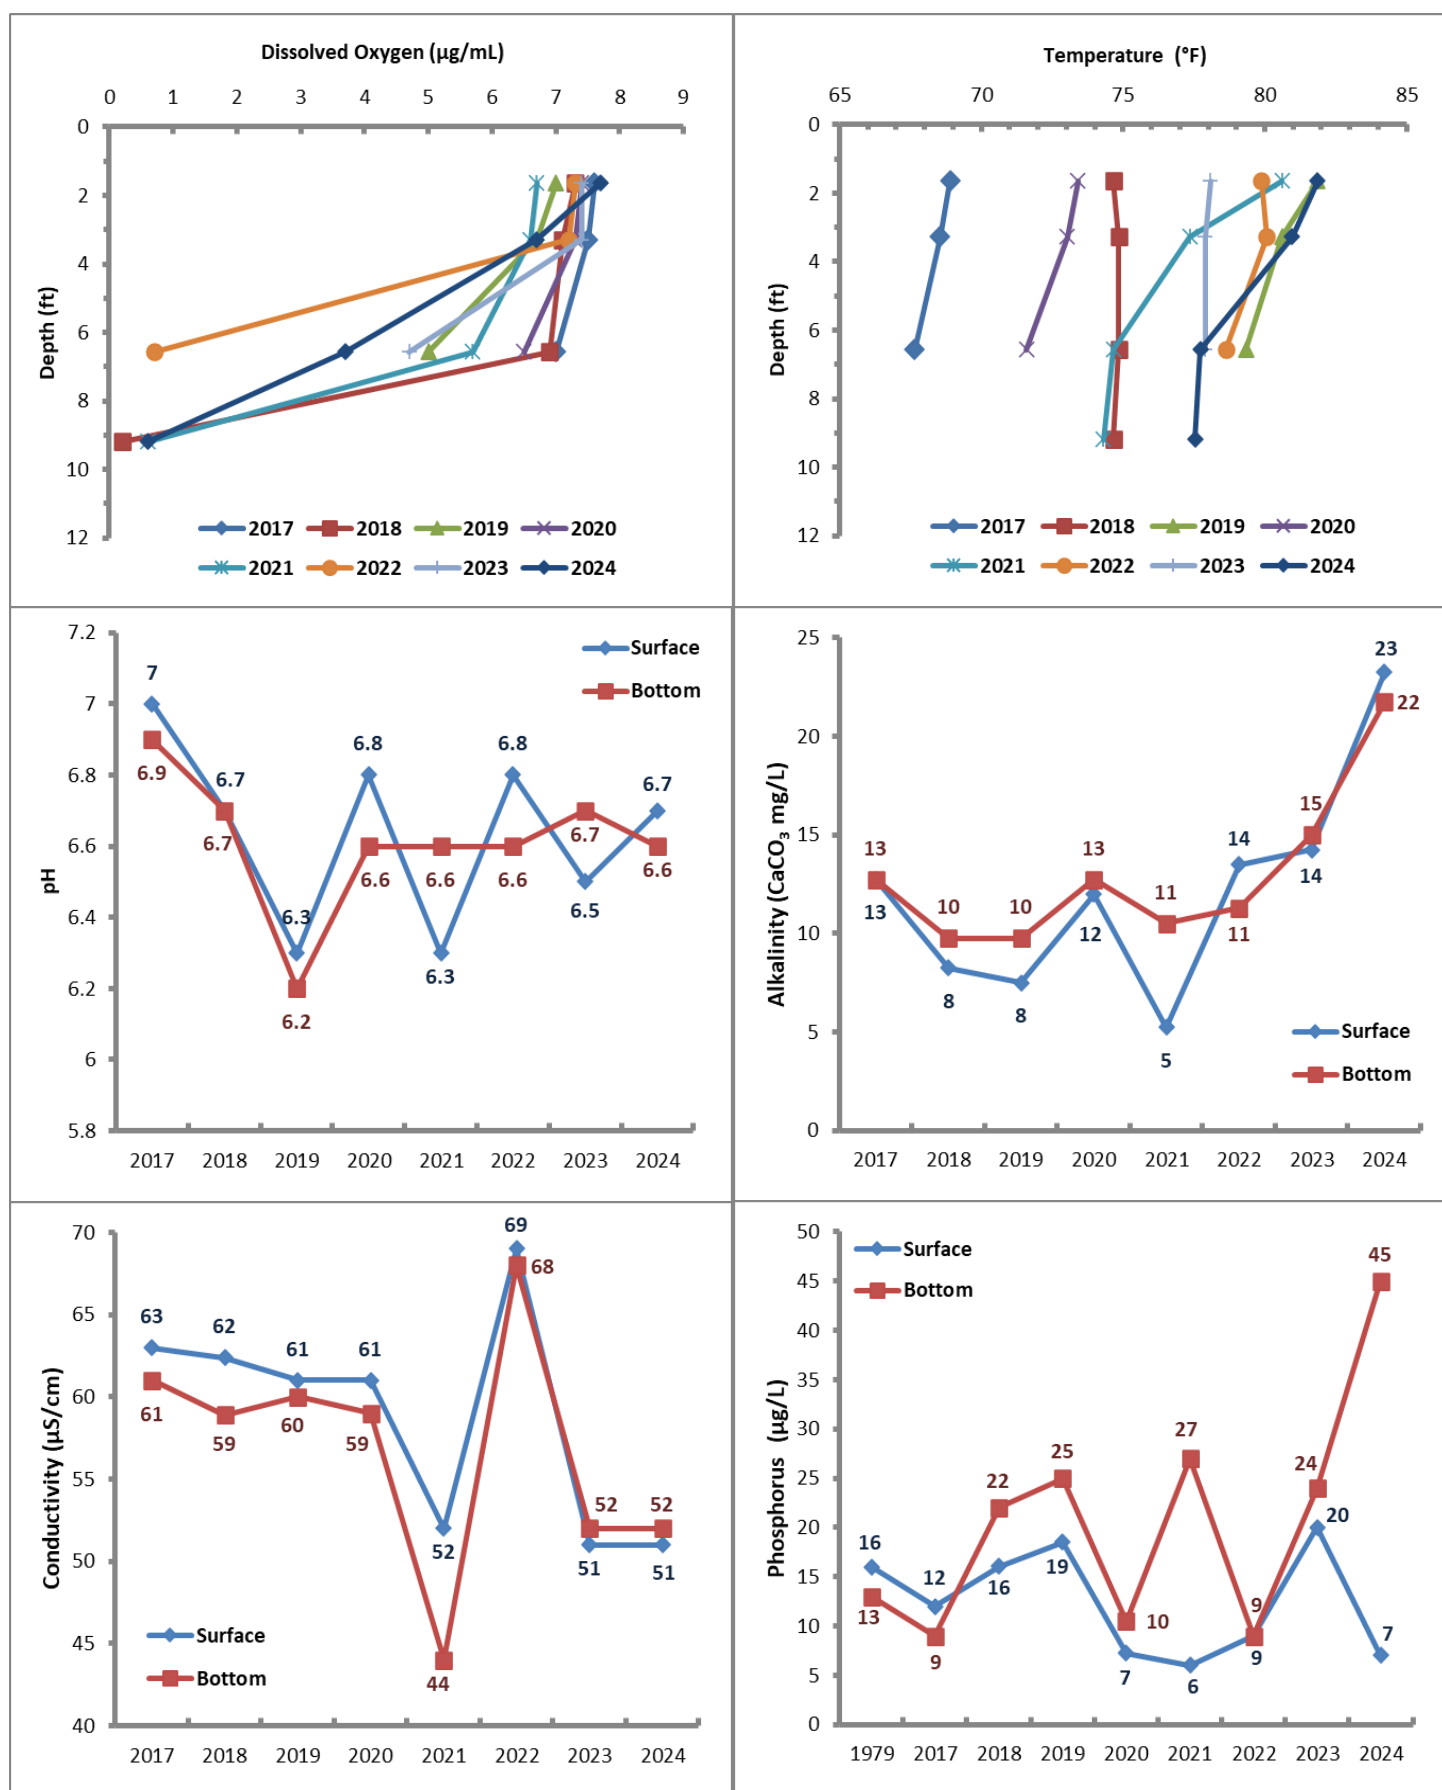 Dissolved Oxygen (µg/mL)
0 1 2 3 4 5 6 7 8 9
0
2
4
6
8
10
12
Depth (ft)
2017 2018 2019 2020
2021 2022 2023 2024
Temperature (°F)
65 70 75 80 85
0
2
4
6
8
10
12
Depth (ft)
2017 2018 2019 2020
2021 2022 2023 2024
7.2
7
6.8
6.6
6.4
6.2
6
5.8
pH
Surface
Bottom
7 6.7 6.3 6.8 6.3 6.8 6.5 6.7
6.9 6.7 6.2 6.6 6.6 6.6 6.7 6.6
2017 2018 2019 2020 2021 2022 2023 2024
25
20
15
10
5
0
Alkalinity (CaCO₃ mg/L)
13 10 10 13 11 11 15 22
13 8 8 12 5 14 14 23
Surface
Bottom
2017 2018 2019 2020 2021 2022 2023 2024
70
65
60
55
50
45
40
Conductivity (µS/cm)
63 62 61 61 52 69 51 51
61 59 60 59 44 68 52 52
Surface
Bottom
2017 2018 2019 2020 2021 2022 2023 2024
50
45
40
35
30
25
20
15
10
5
0
Phosphorus (µg/L)
Surface
Bottom
16 12 16 19 7 6 9 20 7
13 9 22 25 10 27 9 24 45
1979 2017 2018 2019 2020 2021 2022 2023 2024